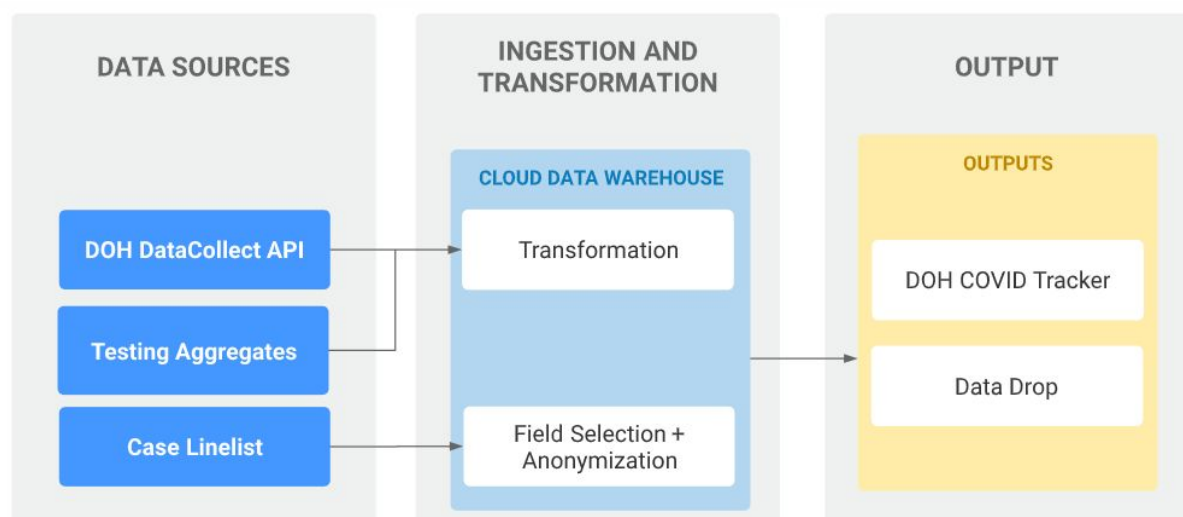 DATA SOURCES
DOH DataCollect API
Testing Aggregates
Case Linelist
INGESTION AND
TRANSFORMATION
CLOUD DATA WAREHOUSE
Transformation
Field Selection +
Anonymization
OUTPUT
OUTPUTS
DOH COVID Tracker
Data Drop